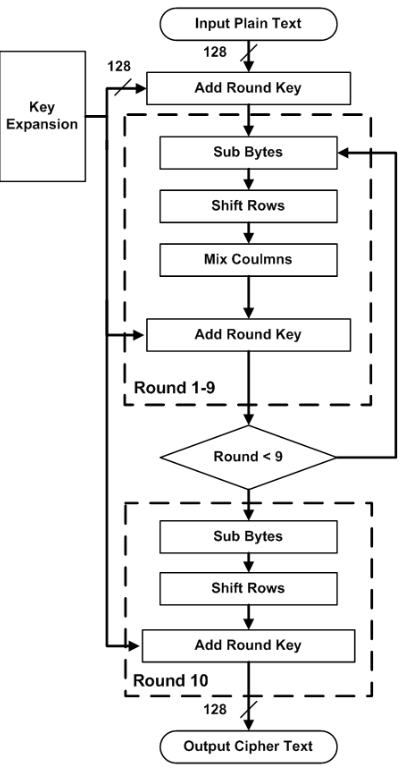 Input Plain Text
128
128
Add Round Key
Key
Expansion
Sub Bytes
Shift Rows
Mix Coulmns
Add Round Key
Round 1-9
Round < 9
Sub Bytes
Shift Rows
Add Round Key
Round 10
128
Output Cipher Text